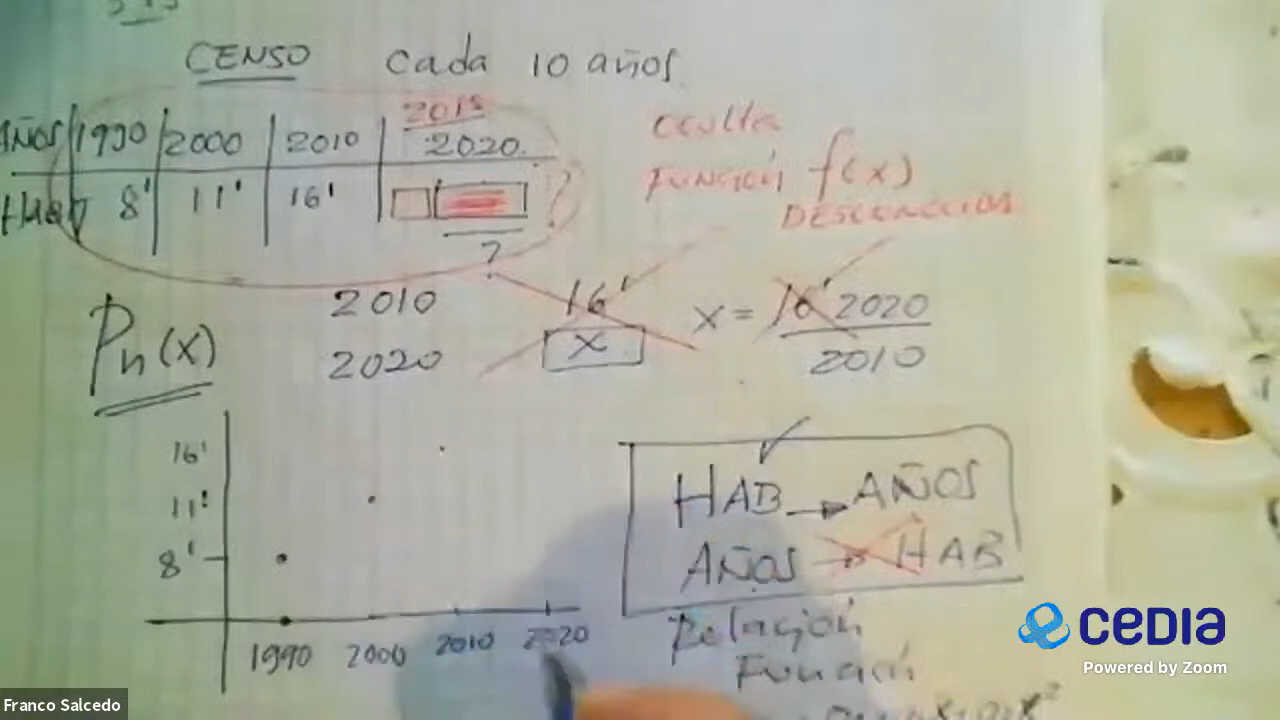 CENSO cada 10 años
2015
AÑOS 1990 2000 2010 2020
HAB 8' 11' 16' ?
?
oculta
FUNCIÓN f(x)
DESCONOCIDA
Pn(x)
2010 16'
2020 x
x = 16' 2020
2010
16'
11'
8'
1990 2000 2010 2020
HAB → AÑOS
AÑOS → HAB
Relación
Función
Franco Salcedo
CEDIA
Powered by Zoom